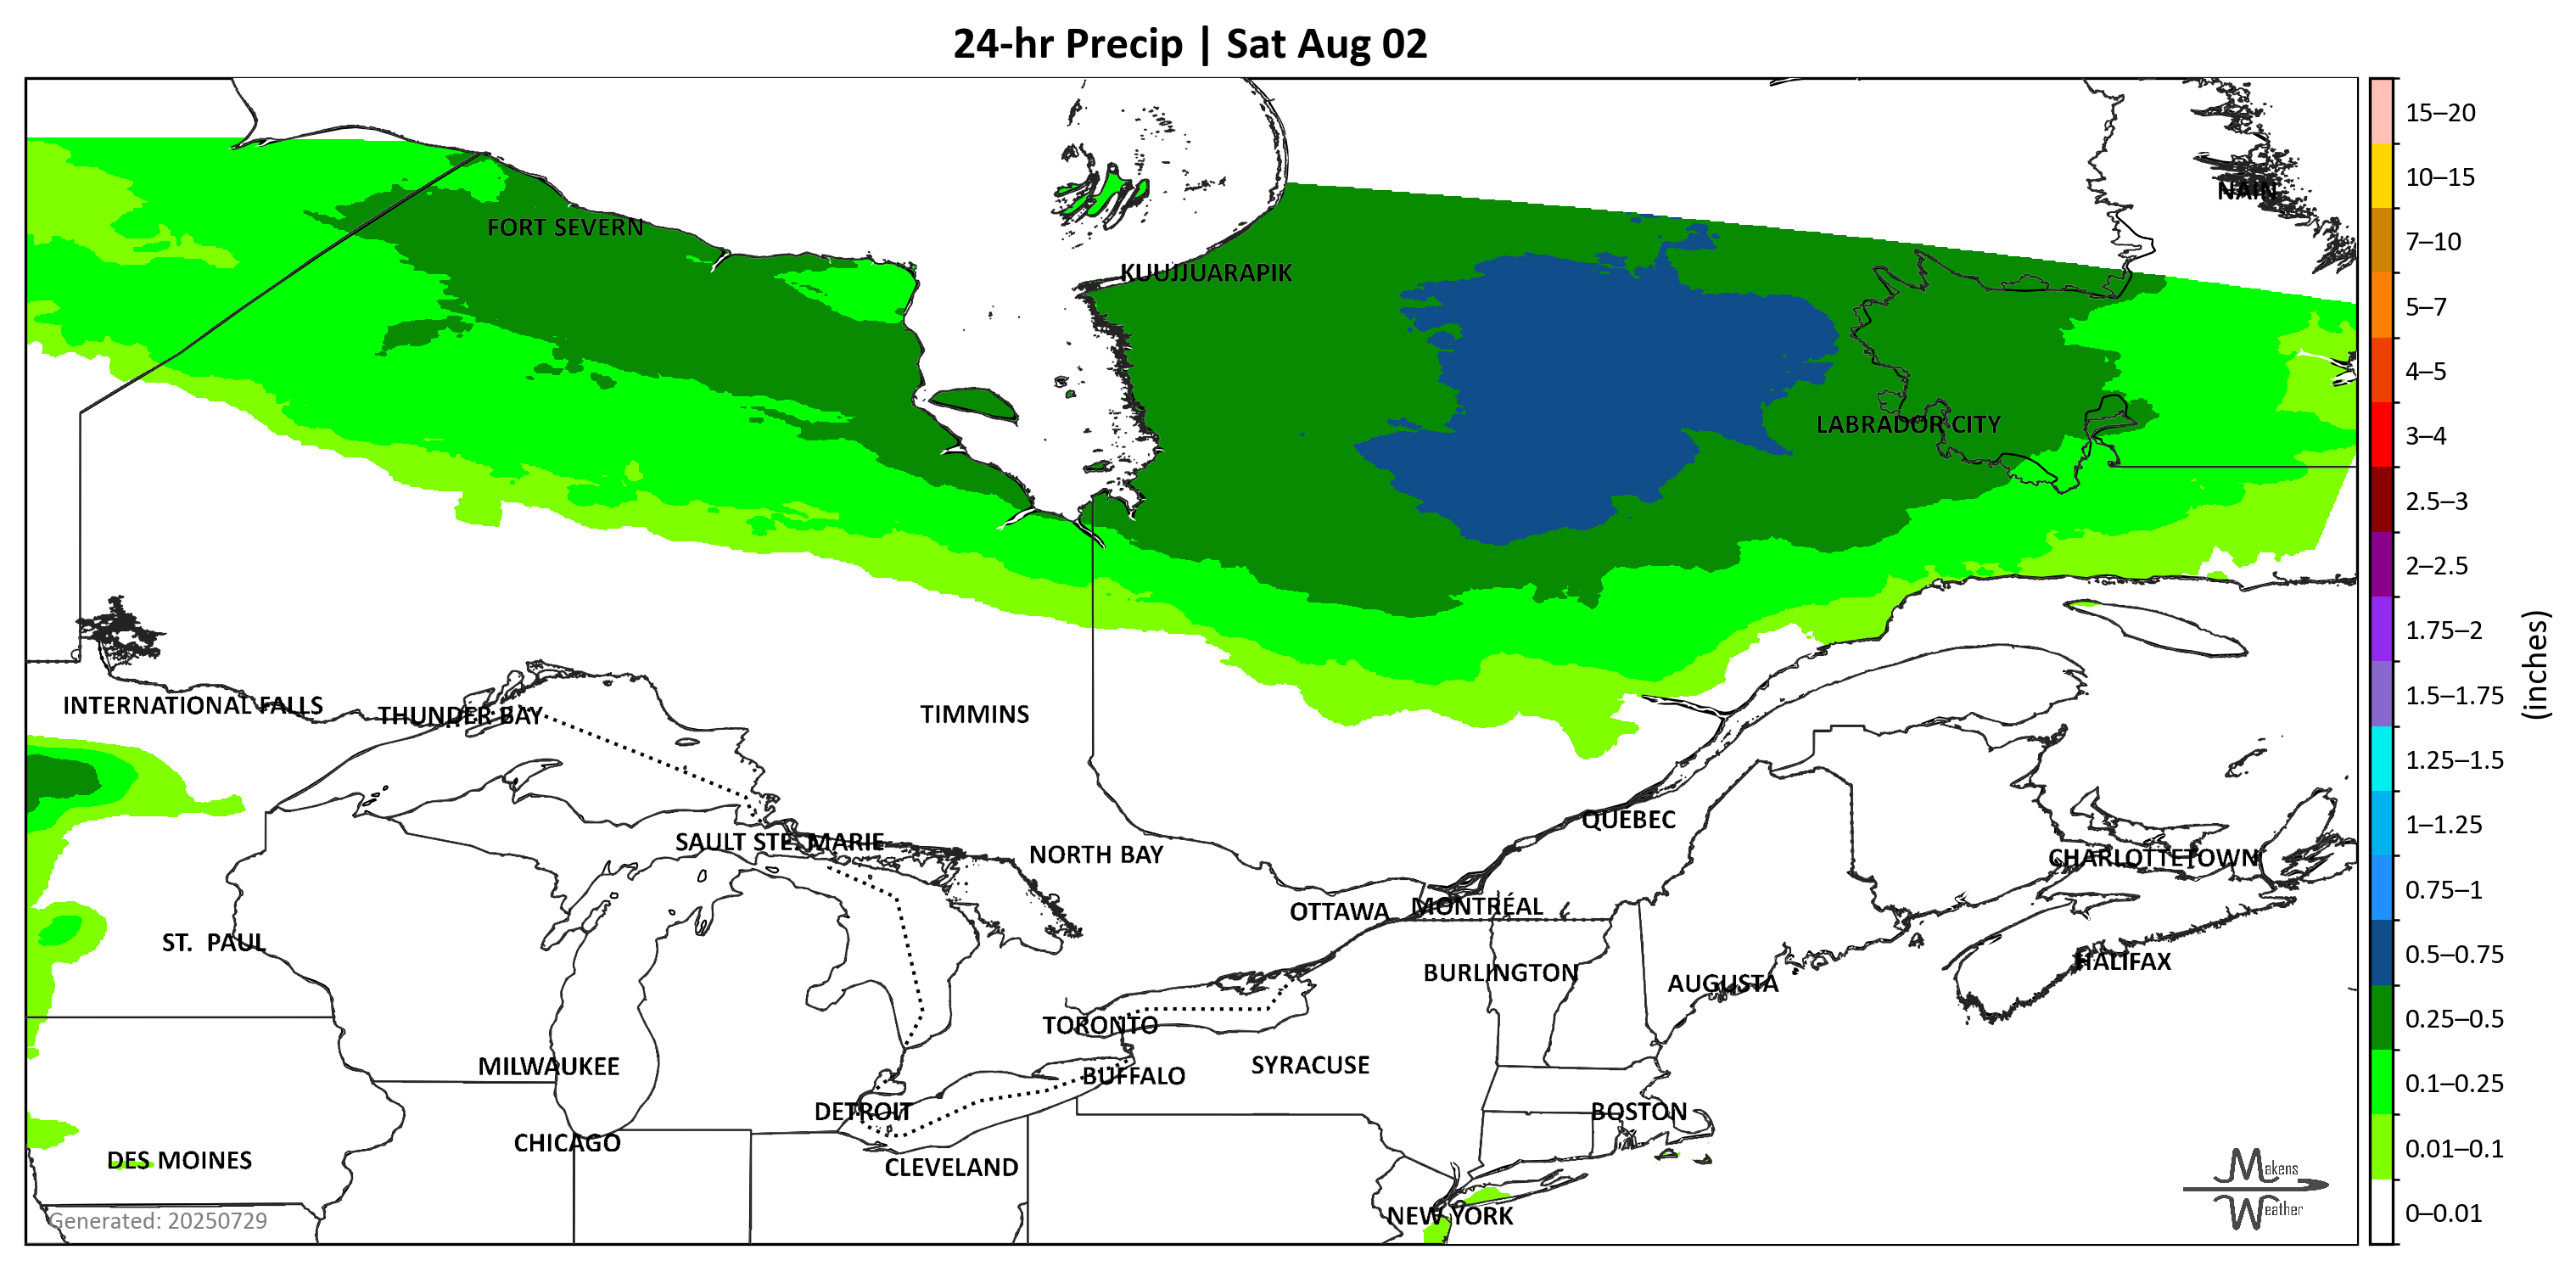 24-hr Precip | Sat Aug 02
NAIN
FORT SEVERN
KUUJJUARAPIK
LABRADOR CITY
INTERNATIONAL FALLS
THUNDER BAY
TIMMINS
QUÉBEC
SAULT STE. MARIE
NORTH BAY
CHARLOTTETOWN
OTTAWA
MONTRÉAL
ST. PAUL
HALIFAX
BURLINGTON
AUGUSTA
TORONTO
MILWAUKEE
SYRACUSE
BUFFALO
DETROIT
BOSTON
CHICAGO
DES MOINES
CLEVELAND
NEW YORK
Generated: 20250729
Makens
Weather
15–20
10–15
7–10
5–7
4–5
3–4
2.5–3
2–2.5
1.75–2
1.5–1.75
1.25–1.5
1–1.25
0.75–1
0.5–0.75
0.25–0.5
0.1–0.25
0.01–0.1
0–0.01
(inches)